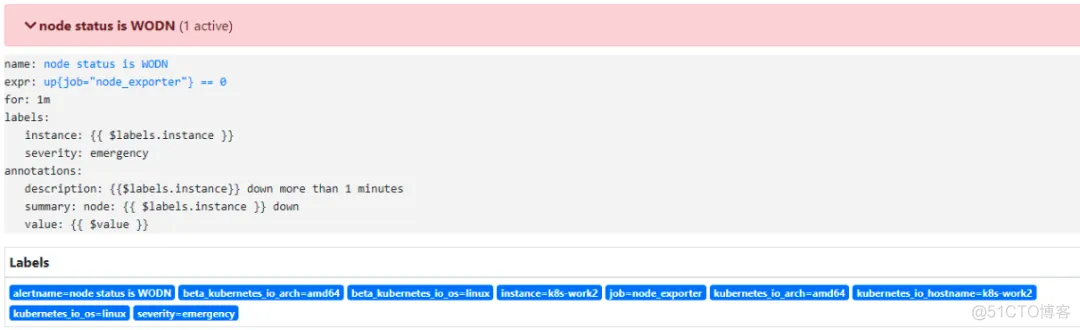 node status is WODN (1 active)
name: node status is WODN
expr: up{job="node_exporter"} == 0
for: 1m
labels:
instance: {{ $labels.instance }}
severity: emergency
annotations:
description: {{$labels.instance}} down more than 1 minutes
summary: node: {{ $labels.instance }} down
value: {{ $value }}
Labels
alertname=node status is WODN beta_kubernetes_io_arch=amd64 beta_kubernetes_io_os=linux instance=k8s-work2 job=node_exporter kubernetes_io_arch=amd64 kubernetes_io_hostname=k8s-work2
kubernetes_io_os=linux severity=emergency
@51CTO博客